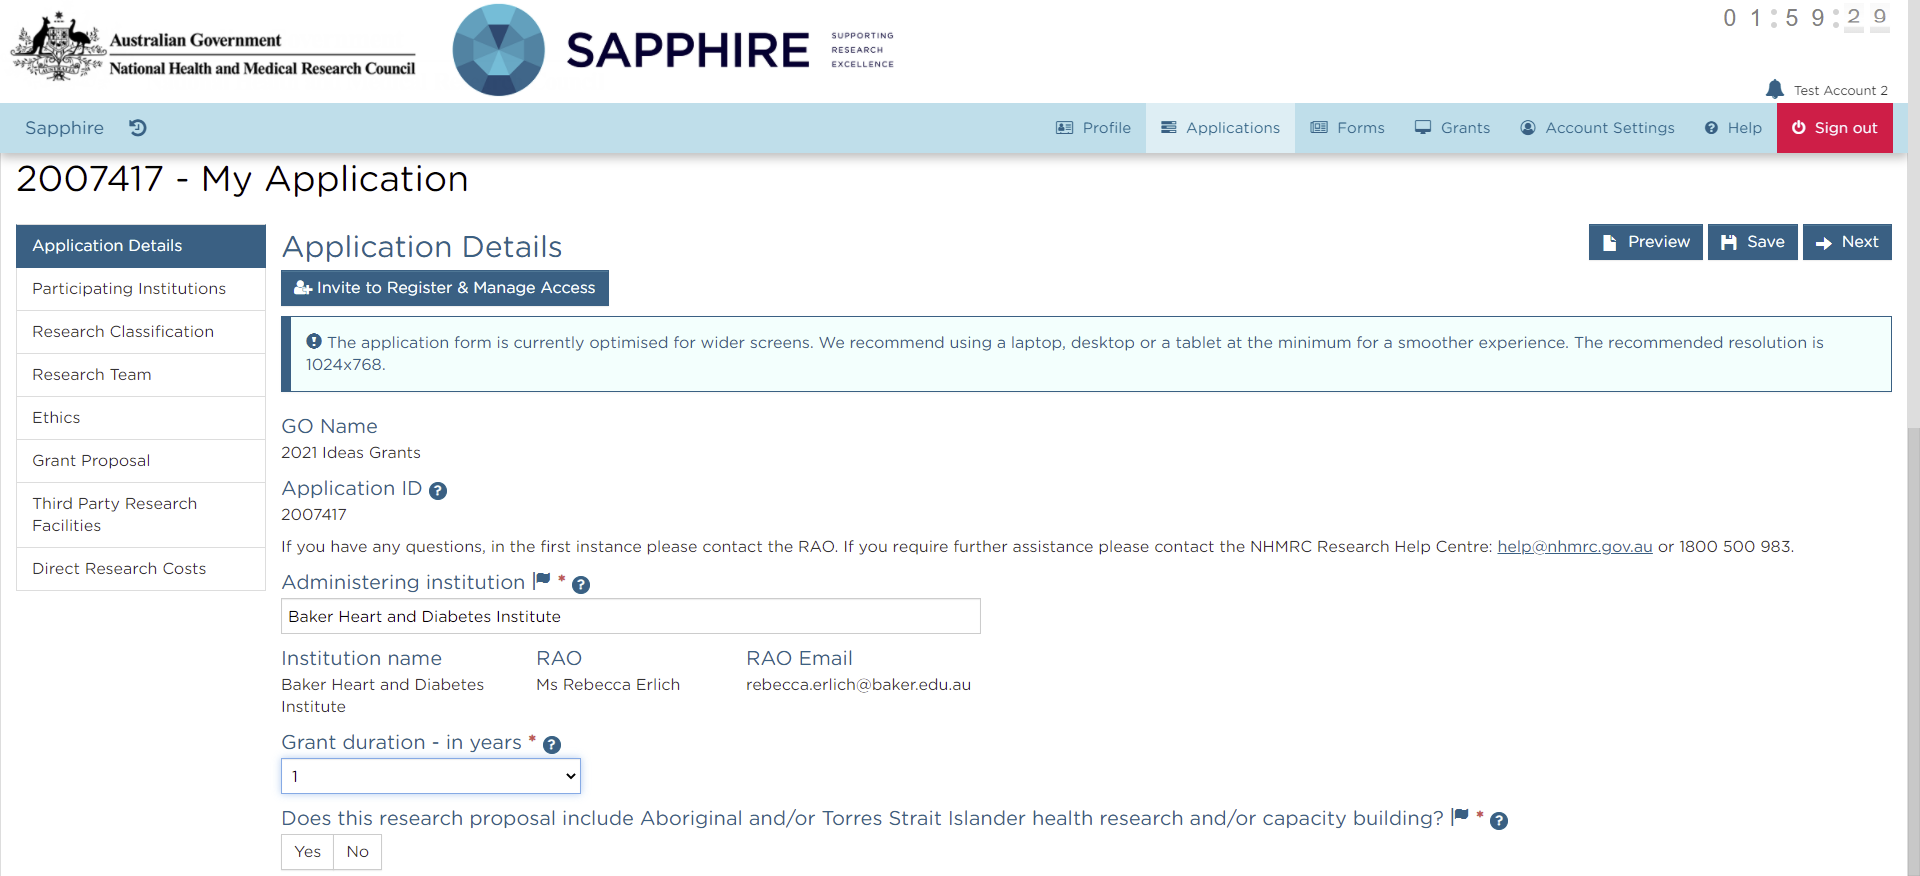 Australian Government
National Health and Medical Research Council
SAPPHIRE
SUPPORTING
RESEARCH
EXCELLENCE
01:59:29
Test Account 2
Sapphire
Profile
Applications
Forms
Grants
Account Settings
Help
Sign out
2007417 - My Application
Application Details
Participating Institutions
Research Classification
Research Team
Ethics
Grant Proposal
Third Party Research
Facilities
Direct Research Costs
Application Details
Preview
Save
Next
Invite to Register & Manage Access
The application form is currently optimised for wider screens. We recommend using a laptop, desktop or a tablet at the minimum for a smoother experience. The recommended resolution is
1024x768.
GO Name
2021 Ideas Grants
Application ID
2007417
If you have any questions, in the first instance please contact the RAO. If you require further assistance please contact the NHMRC Research Help Centre: help@nhmrc.gov.au or 1800 500 983.
Administering institution *
Baker Heart and Diabetes Institute
Institution name
RAO
RAO Email
Baker Heart and Diabetes
Institute
Ms Rebecca Erlich
rebecca.erlich@baker.edu.au
Grant duration - in years *
1
Does this research proposal include Aboriginal and/or Torres Strait Islander health research and/or capacity building? *
Yes
No